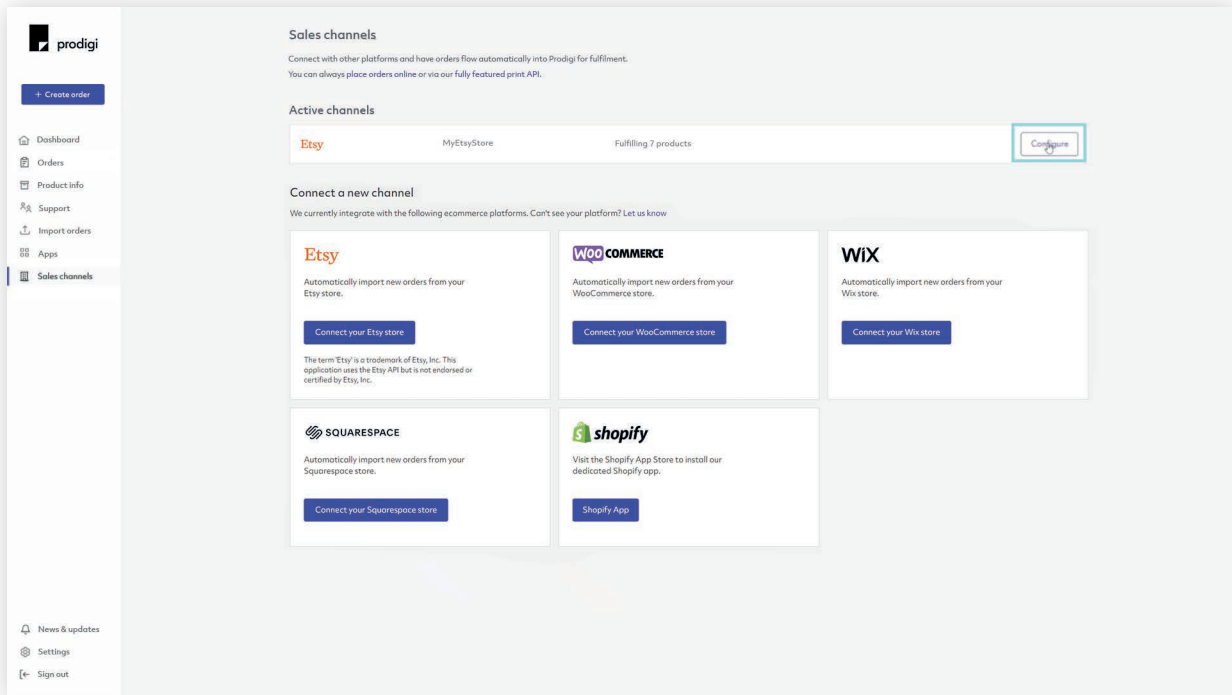 prodigi
+ Create order
Dashboard
Orders
Product info
Support
Import orders
Apps
Sales channels
News & updates
Settings
Sign out
Sales channels
Connect with other platforms and have orders flow automatically into Prodigi for fulfilment.
You can always place orders online or via our fully featured print API.
Active channels
Etsy MyEtsyStore Fulfilling 7 products Configure
Connect a new channel
We currently integrate with the following ecommerce platforms. Can't see your platform? Let us know
Etsy
Automatically import new orders from your
Etsy store.
Connect your Etsy store
The term 'Etsy' is a trademark of Etsy, Inc. This
application uses the Etsy API but is not endorsed or
certified by Etsy, Inc.
WOO COMMERCE
Automatically import new orders from your
WooCommerce store.
Connect your WooCommerce store
WiX
Automatically import new orders from your
Wix store.
Connect your Wix store
SQUARESPACE
Automatically import new orders from your
Squarespace store.
Connect your Squarespace store
shopify
Visit the Shopify App Store to install our
dedicated Shopify app.
Shopify App